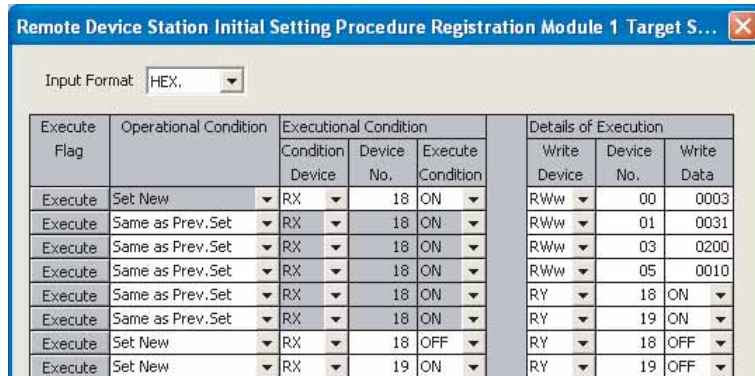 Remote Device Station Initial Setting Procedure Registration Module 1 Target S...
Input Format HEX.
Execute Flag Operational Condition Executional Condition Details of Execution
Condition Device Device No. Execute Condition Write Device Device No. Write Data
Execute Set New RX 18 ON RWw 00 0003
Execute Same as Prev.Set RX 18 ON RWw 01 0031
Execute Same as Prev.Set RX 18 ON RWw 03 0200
Execute Same as Prev.Set RX 18 ON RWw 05 0010
Execute Same as Prev.Set RX 18 ON RY 18 ON
Execute Same as Prev.Set RX 18 ON RY 19 ON
Execute Set New RX 18 OFF RY 18 OFF
Execute Set New RX 19 ON RY 19 OFF